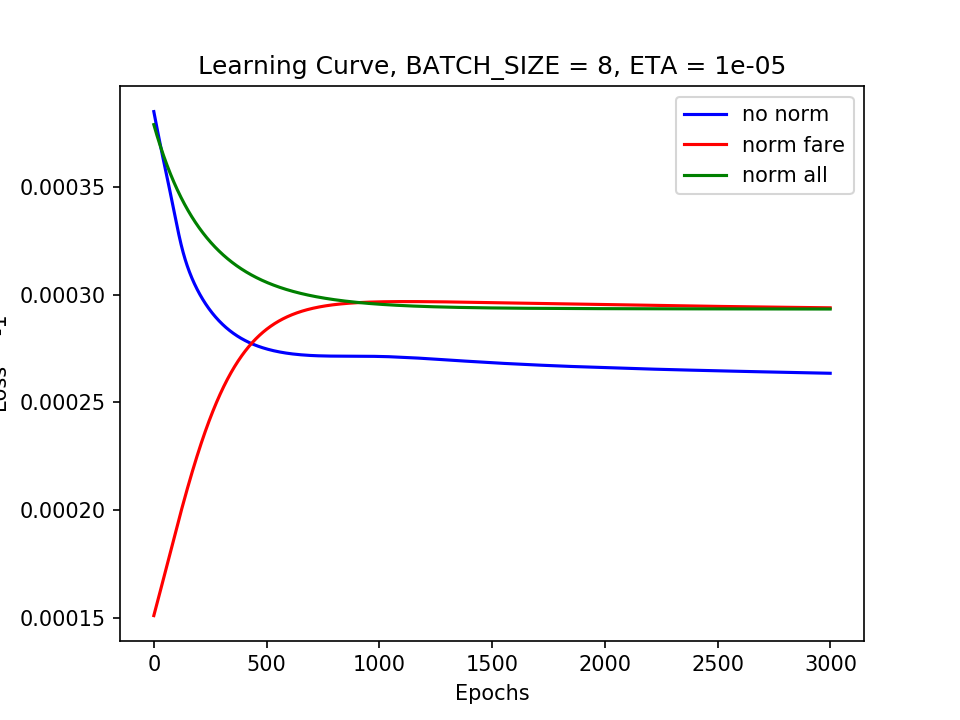 Learning Curve, BATCH_SIZE = 8, ETA = 1e-05
no norm
norm fare
norm all
0.00035
0.00030
0.00025
0.00020
0.00015
0 500 1000 1500 2000 2500 3000
Epochs